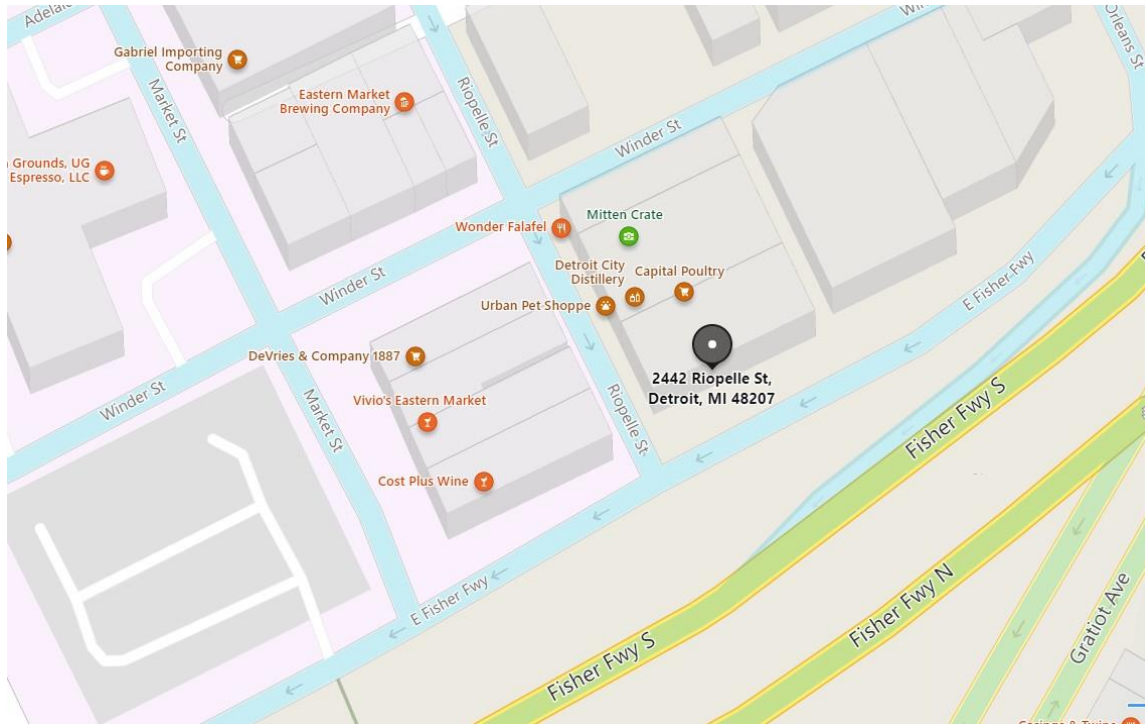 Adelai
Gabriel Importing
Company
Market St
Eastern Market
Brewing Company
Riopelle St
Winder St
Orleans St
Grounds, UG
Espresso, LLC
Wonder Falafel
Mitten Crate
Winder St
Detroit City
Distillery
Capital Poultry
Urban Pet Shoppe
E Fisher Fwy
DeVries & Company 1887
2442 Riopelle St,
Detroit, MI 48207
Winder St
Market St
Vivio's Eastern Market
Riopelle St
Fisher Fwy S
Cost Plus Wine
E Fisher Fwy
Fisher Fwy N
Gratiot Ave
Fisher Fwy S